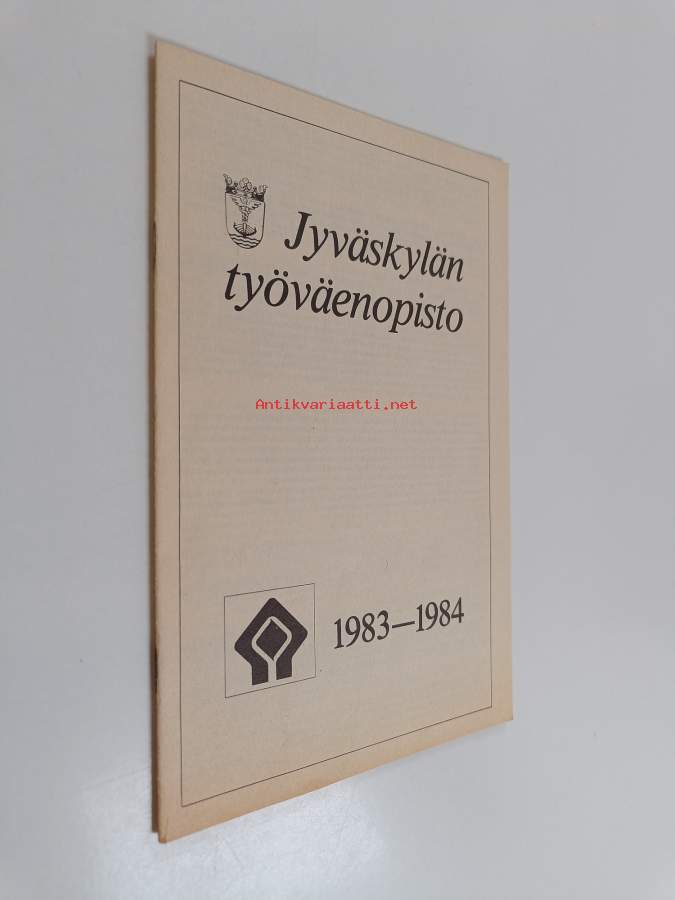 Jyväskylän
työväenopisto
Antikvariaatti.net
1983—1984